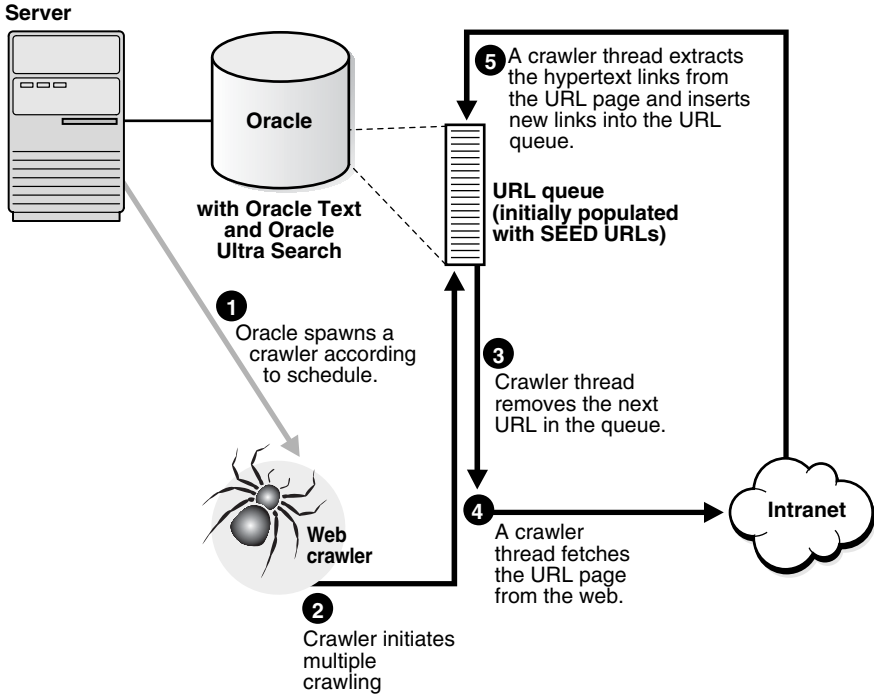 Server
Oracle
with Oracle Text
and Oracle
Ultra Search
5
A crawler thread extracts
the hypertext links from
the URL page and inserts
new links into the URL
queue.
URL queue
(initially populated
with SEED URLs)
1
Oracle spawns a
crawler according
to schedule.
3
Crawler thread
removes the next
URL in the queue.
Web
crawler
4
A crawler
thread fetches
the URL page
from the web.
Intranet
2
Crawler initiates
multiple
crawling